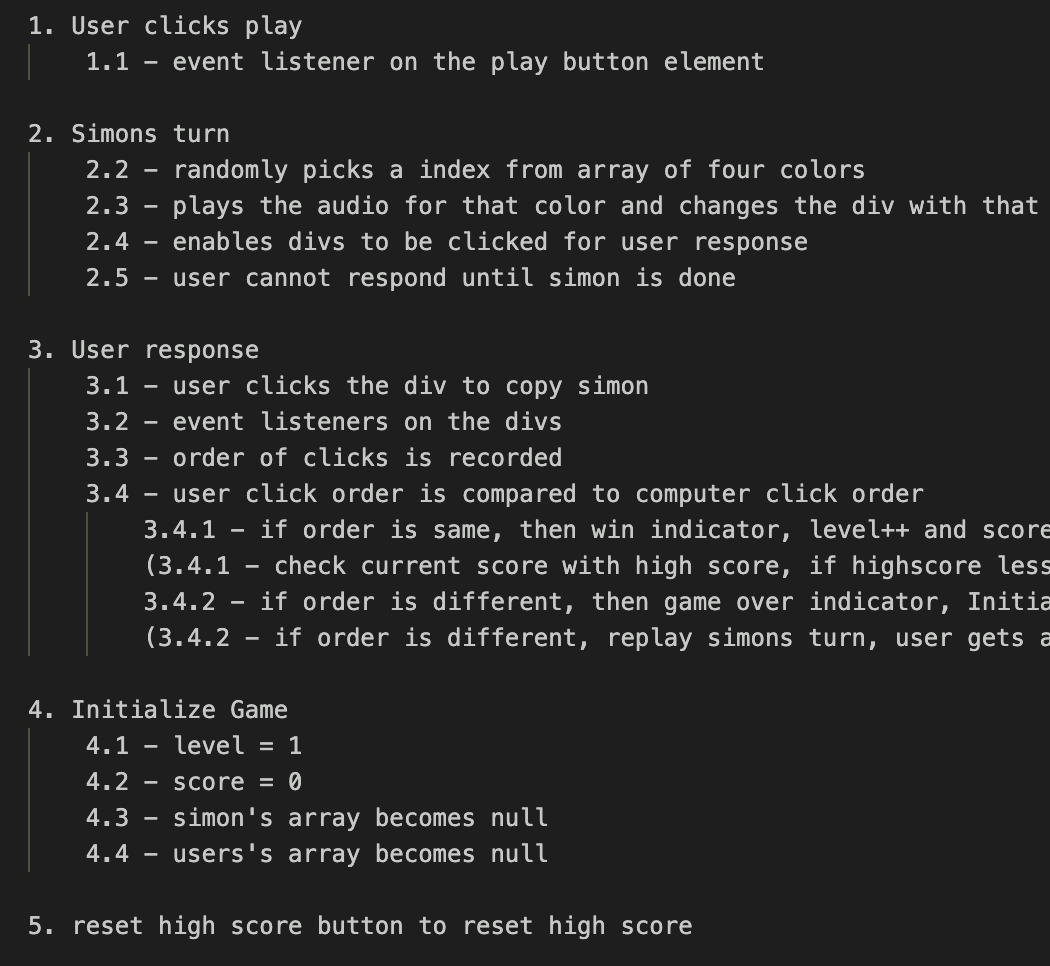 1. User clicks play
1.1 – event listener on the play button element
2. Simons turn
2.2 – randomly picks a index from array of four colors
2.3 – plays the audio for that color and changes the div with that
2.4 – enables divs to be clicked for user response
2.5 – user cannot respond until simon is done
3. User response
3.1 – user clicks the div to copy simon
3.2 – event listeners on the divs
3.3 – order of clicks is recorded
3.4 – user click order is compared to computer click order
3.4.1 – if order is same, then win indicator, level++ and score
(3.4.1 – check current score with high score, if highscore less
3.4.2 – if order is different, then game over indicator, Initia
(3.4.2 – if order is different, replay simons turn, user gets a
4. Initialize Game
4.1 – level = 1
4.2 – score = 0
4.3 – simon's array becomes null
4.4 – users's array becomes null
5. reset high score button to reset high score